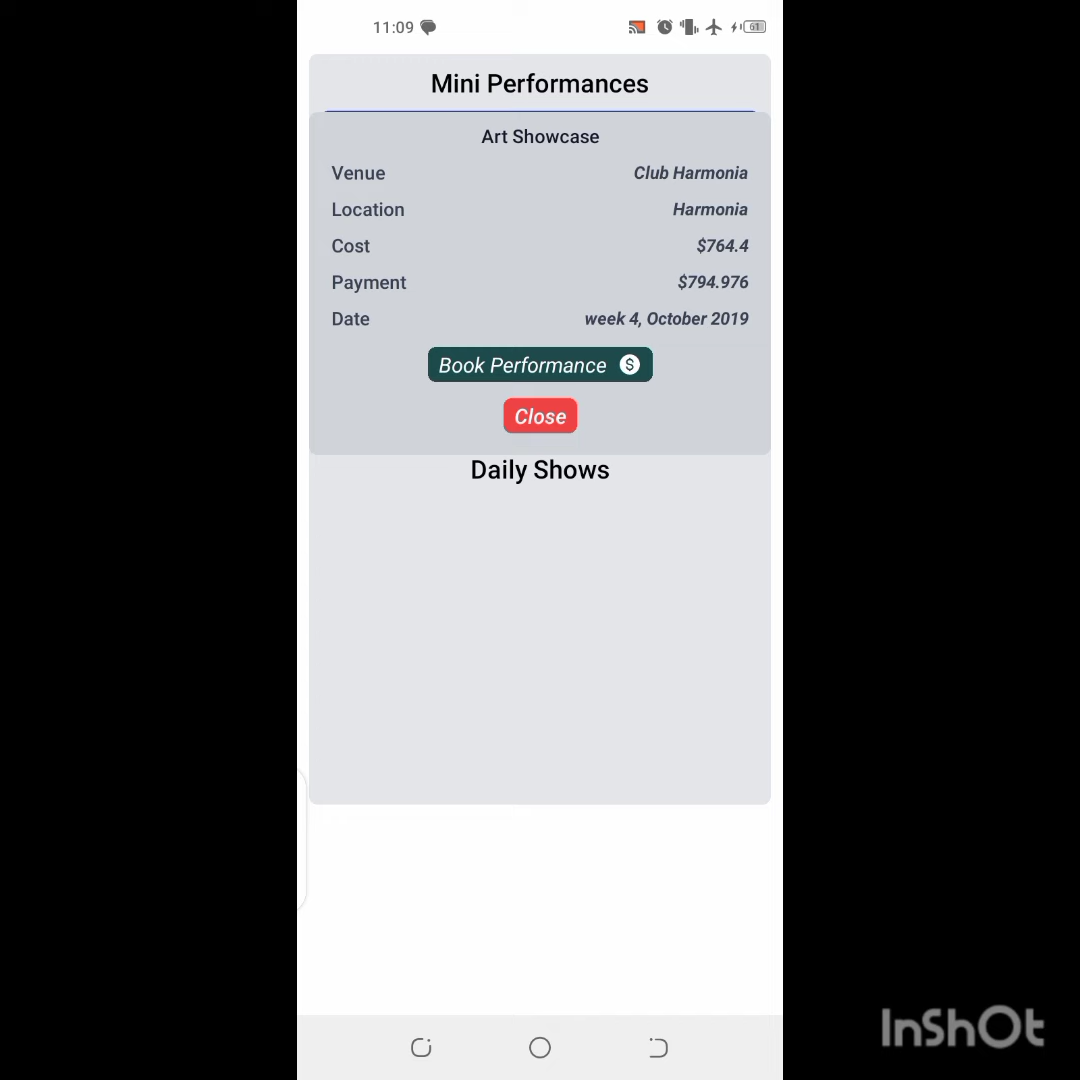 11:09
61
Mini Performances
Art Showcase
Venue Club Harmonia
Location Harmonia
Cost $764.4
Payment $794.976
Date week 4, October 2019
Book Performance $
Close
Daily Shows
InShOt